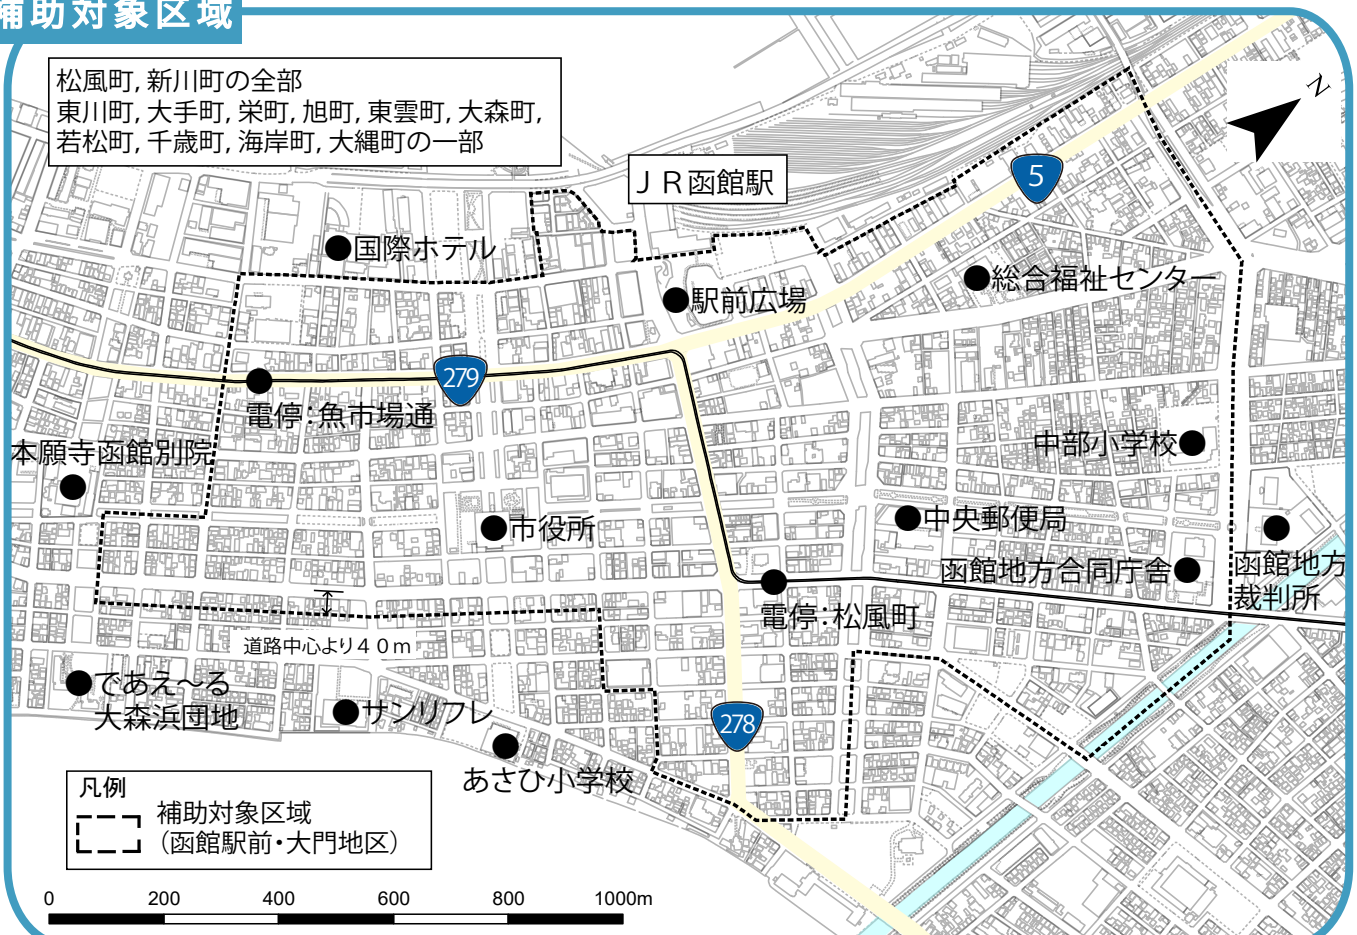 補助対象区域
松風町, 新川町の全部
東川町, 大手町, 栄町, 旭町, 東雲町, 大森町,
若松町, 千歳町, 海岸町, 大縄町の一部
ＪＲ函館駅
N
5
国際ホテル
総合福祉センター
駅前広場
279
電停：魚市場通
本願寺函館別院
中部小学校
市役所
中央郵便局
函館地方合同庁舎
函館地方
裁判所
電停：松風町
道路中心より４０ｍ
であえ～る
大森浜団地
サンリフレ
278
あさひ小学校
凡例
補助対象区域
（函館駅前・大門地区）
0 200 400 600 800 1000m